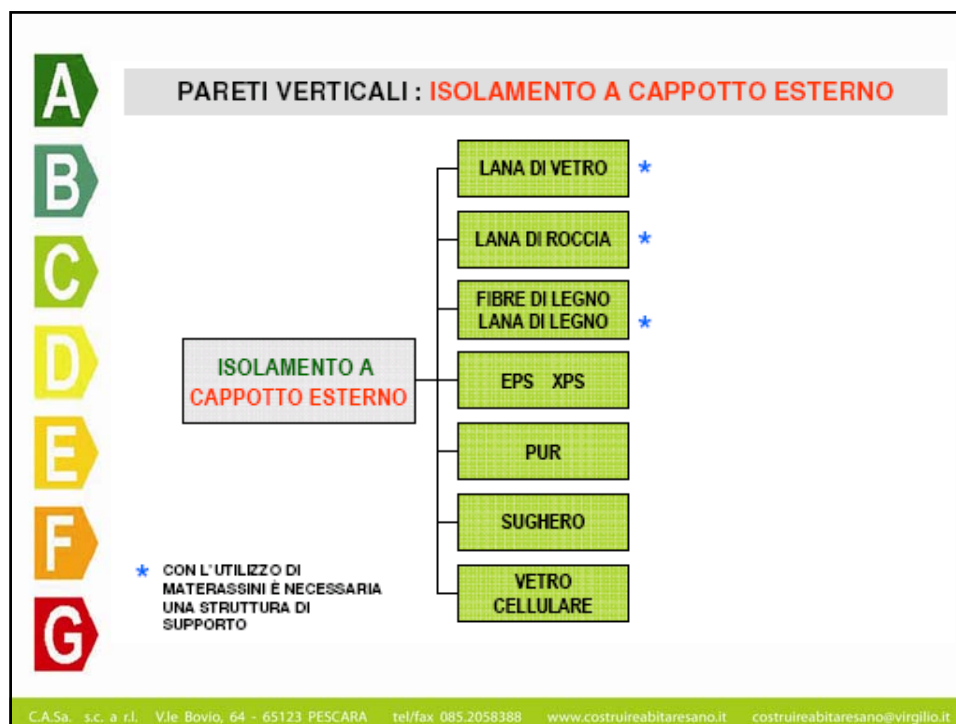 A
B
C
D
E
F
G
PARETI VERTICALI : ISOLAMENTO A CAPPOTTO ESTERNO
ISOLAMENTO A
CAPPOTTO ESTERNO
LANA DI VETRO *
LANA DI ROCCIA *
FIBRE DI LEGNO
LANA DI LEGNO *
EPS XPS
PUR
SUGHERO
VETRO
CELLULARE
* CON L'UTILIZZO DI
MATERASSINI È NECESSARIA
UNA STRUTTURA DI
SUPPORTO
C.A.Sa. s.c. a r.l. V.le Bovio, 64 - 65123 PESCARA tel/fax 085.2058388 www.costruireabitaresano.it costruireabitaresano@virgilio.it